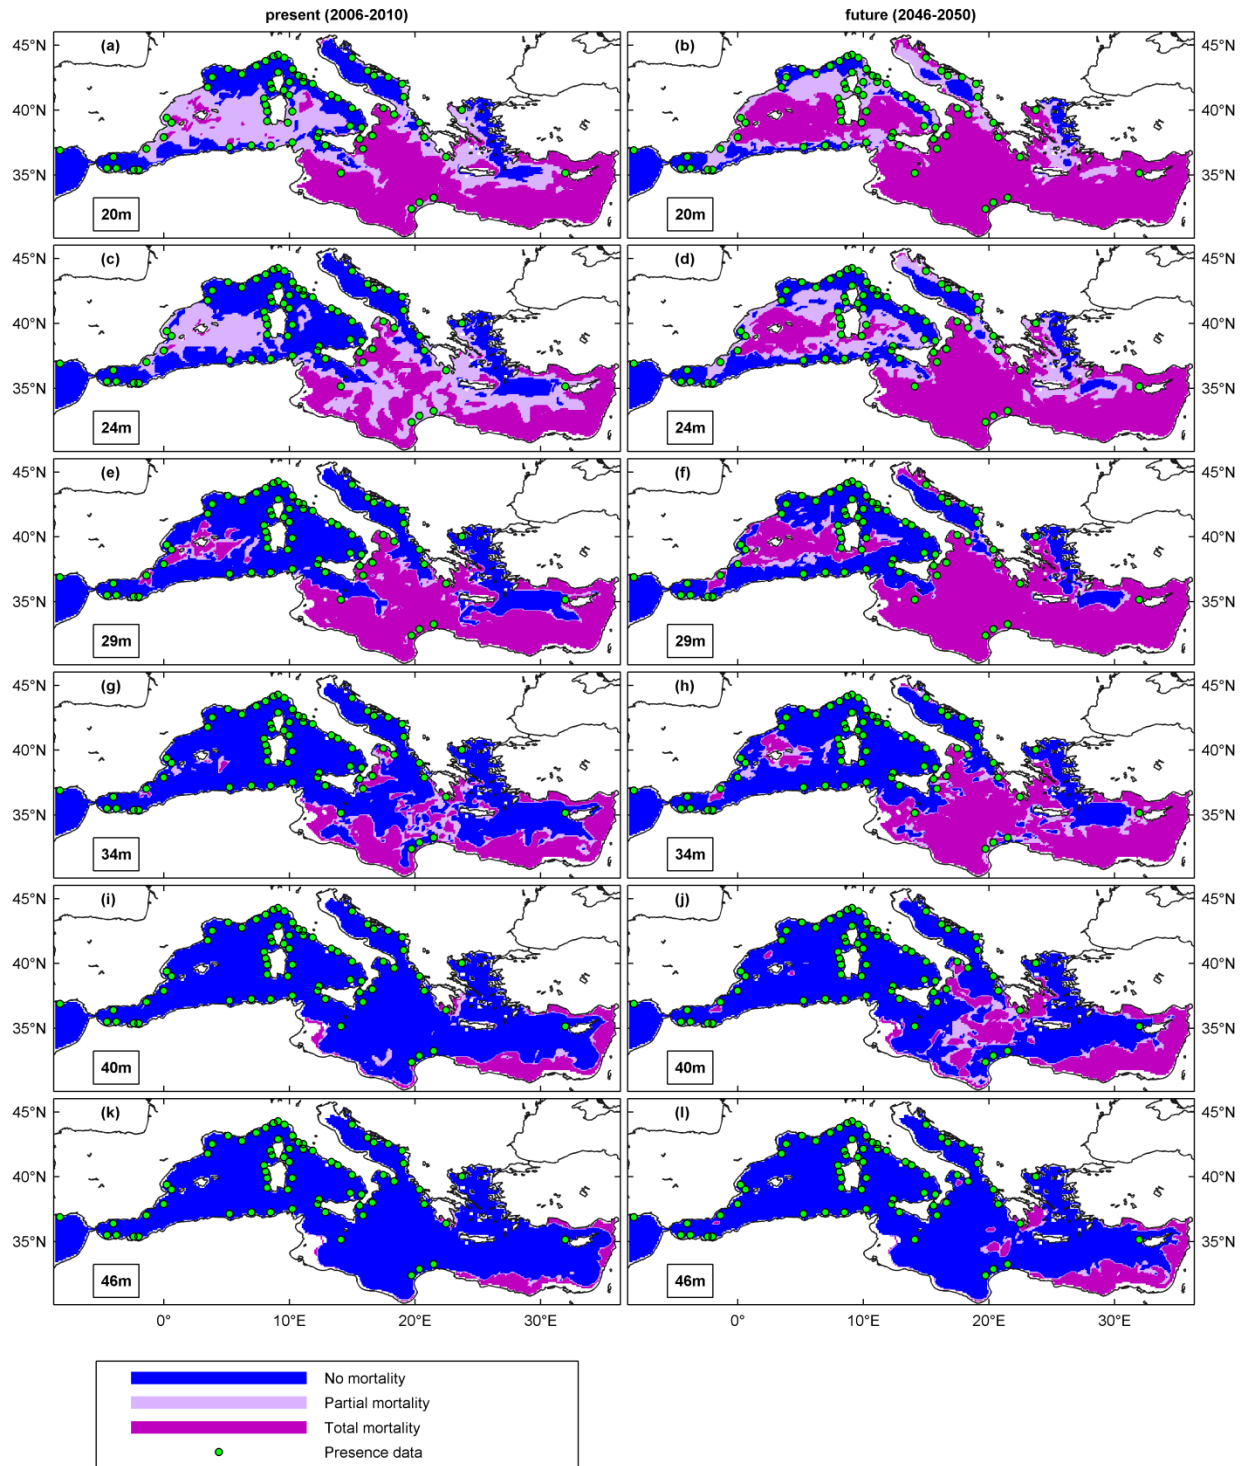 present (2006-2010) future (2046-2050)
45°N (a) (b) 45°N
40°N 40°N
35°N 35°N
20m 20m
45°N (c) (d) 45°N
40°N 40°N
35°N 35°N
24m 24m
45°N (e) (f) 45°N
40°N 40°N
35°N 35°N
29m 29m
45°N (g) (h) 45°N
40°N 40°N
35°N 35°N
34m 34m
45°N (i) (j) 45°N
40°N 40°N
35°N 35°N
40m 40m
45°N (k) (l) 45°N
40°N 40°N
35°N 35°N
46m 46m
0° 10°E 20°E 30°E 0° 10°E 20°E 30°E
No mortality
Partial mortality
Total mortality
Presence data